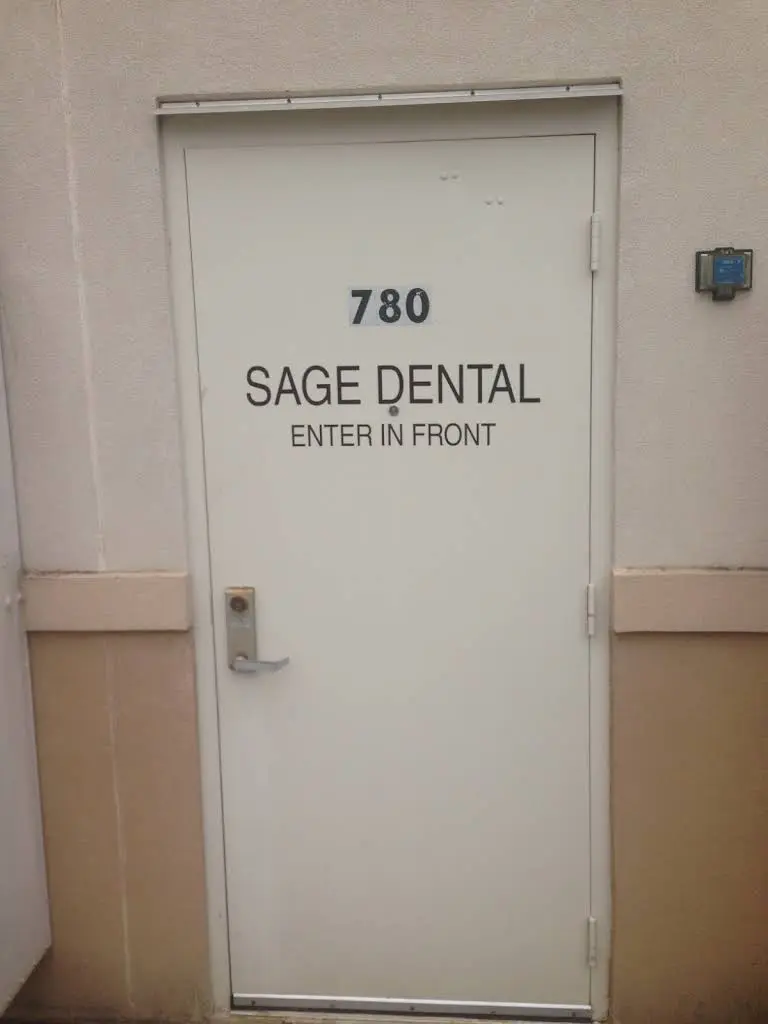 780
SAGE DENTAL
ENTER IN FRONT